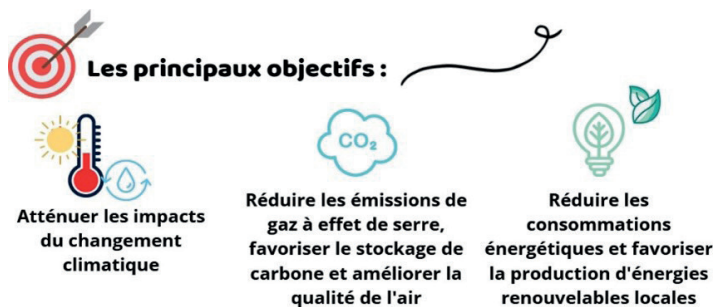 Les principaux objectifs :
Atténuer les impacts
du changement
climatique
CO₂
Réduire les émissions de
gaz à effet de serre,
favoriser le stockage de
carbone et améliorer la
qualité de l'air
Réduire les
consommations
énergétiques et favoriser
la production d'énergies
renouvelables locales